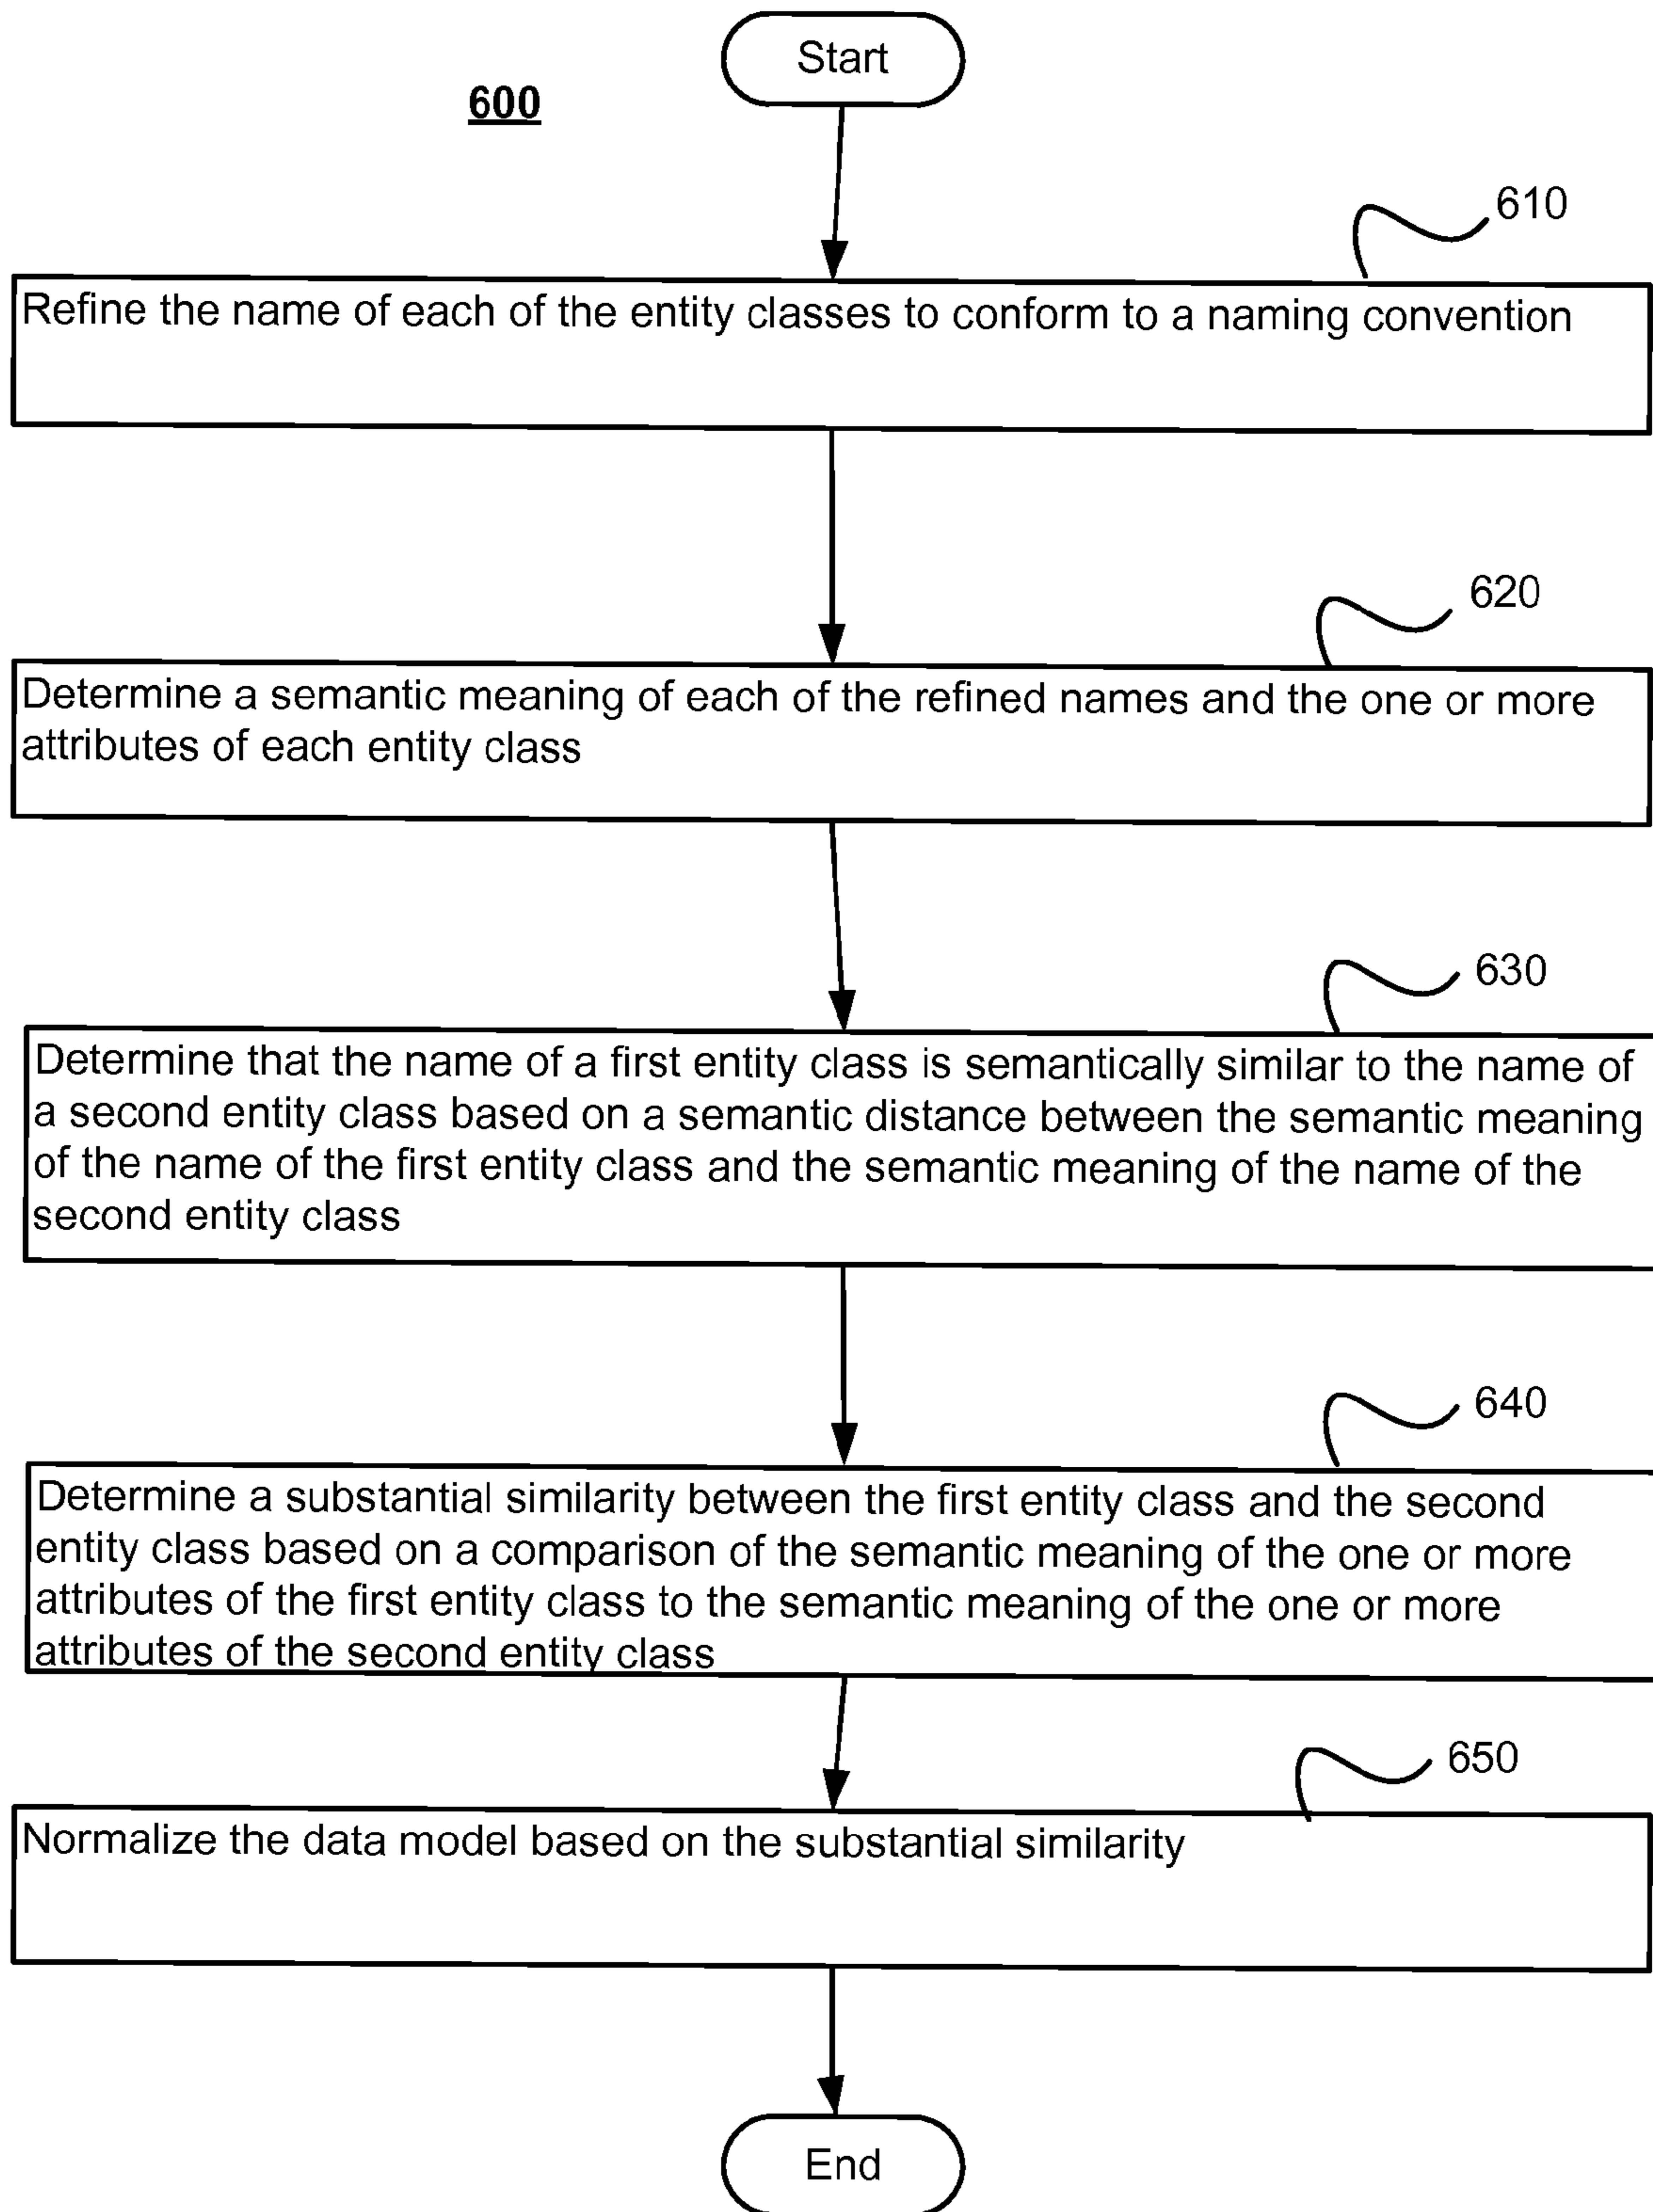 Start
600
610
Refine the name of each of the entity classes to conform to a naming convention
620
Determine a semantic meaning of each of the refined names and the one or more
attributes of each entity class
630
Determine that the name of a first entity class is semantically similar to the name of
a second entity class based on a semantic distance between the semantic meaning
of the name of the first entity class and the semantic meaning of the name of the
second entity class
640
Determine a substantial similarity between the first entity class and the second
entity class based on a comparison of the semantic meaning of the one or more
attributes of the first entity class to the semantic meaning of the one or more
attributes of the second entity class
650
Normalize the data model based on the substantial similarity
End